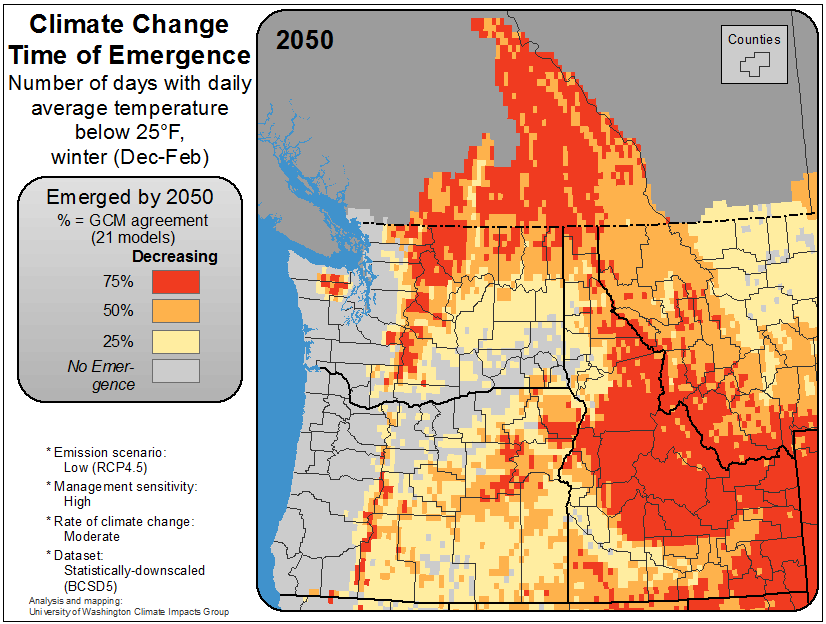 Climate Change
Time of Emergence
Number of days with daily
average temperature
below 25°F,
winter (Dec-Feb)
Emerged by 2050
% = GCM agreement
(21 models)
Decreasing
75%
50%
25%
No Emer-
gence
* Emission scenario:
Low (RCP4.5)
* Management sensitivity:
High
* Rate of climate change:
Moderate
* Dataset:
Statistically-downscaled
(BCSD5)
Analysis and mapping:
University of Washington Climate Impacts Group
2050
Counties